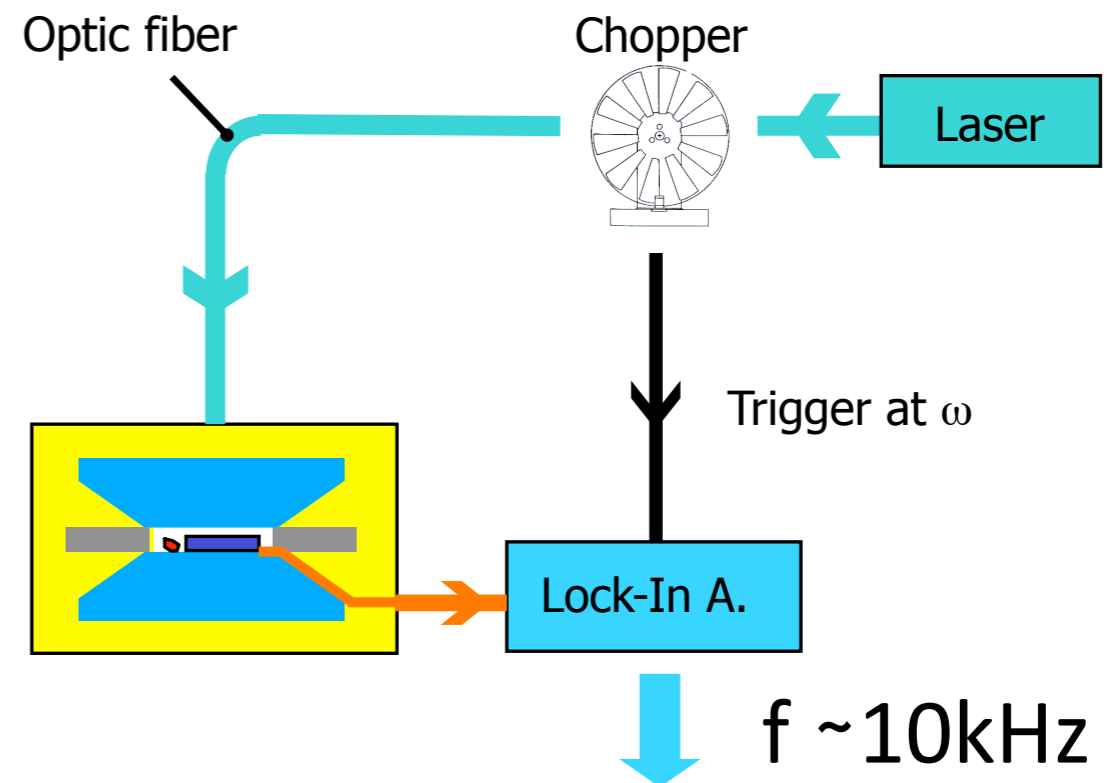 Optic fiber
Chopper
Laser
Trigger at ω
Lock-In A.
f ~10kHz